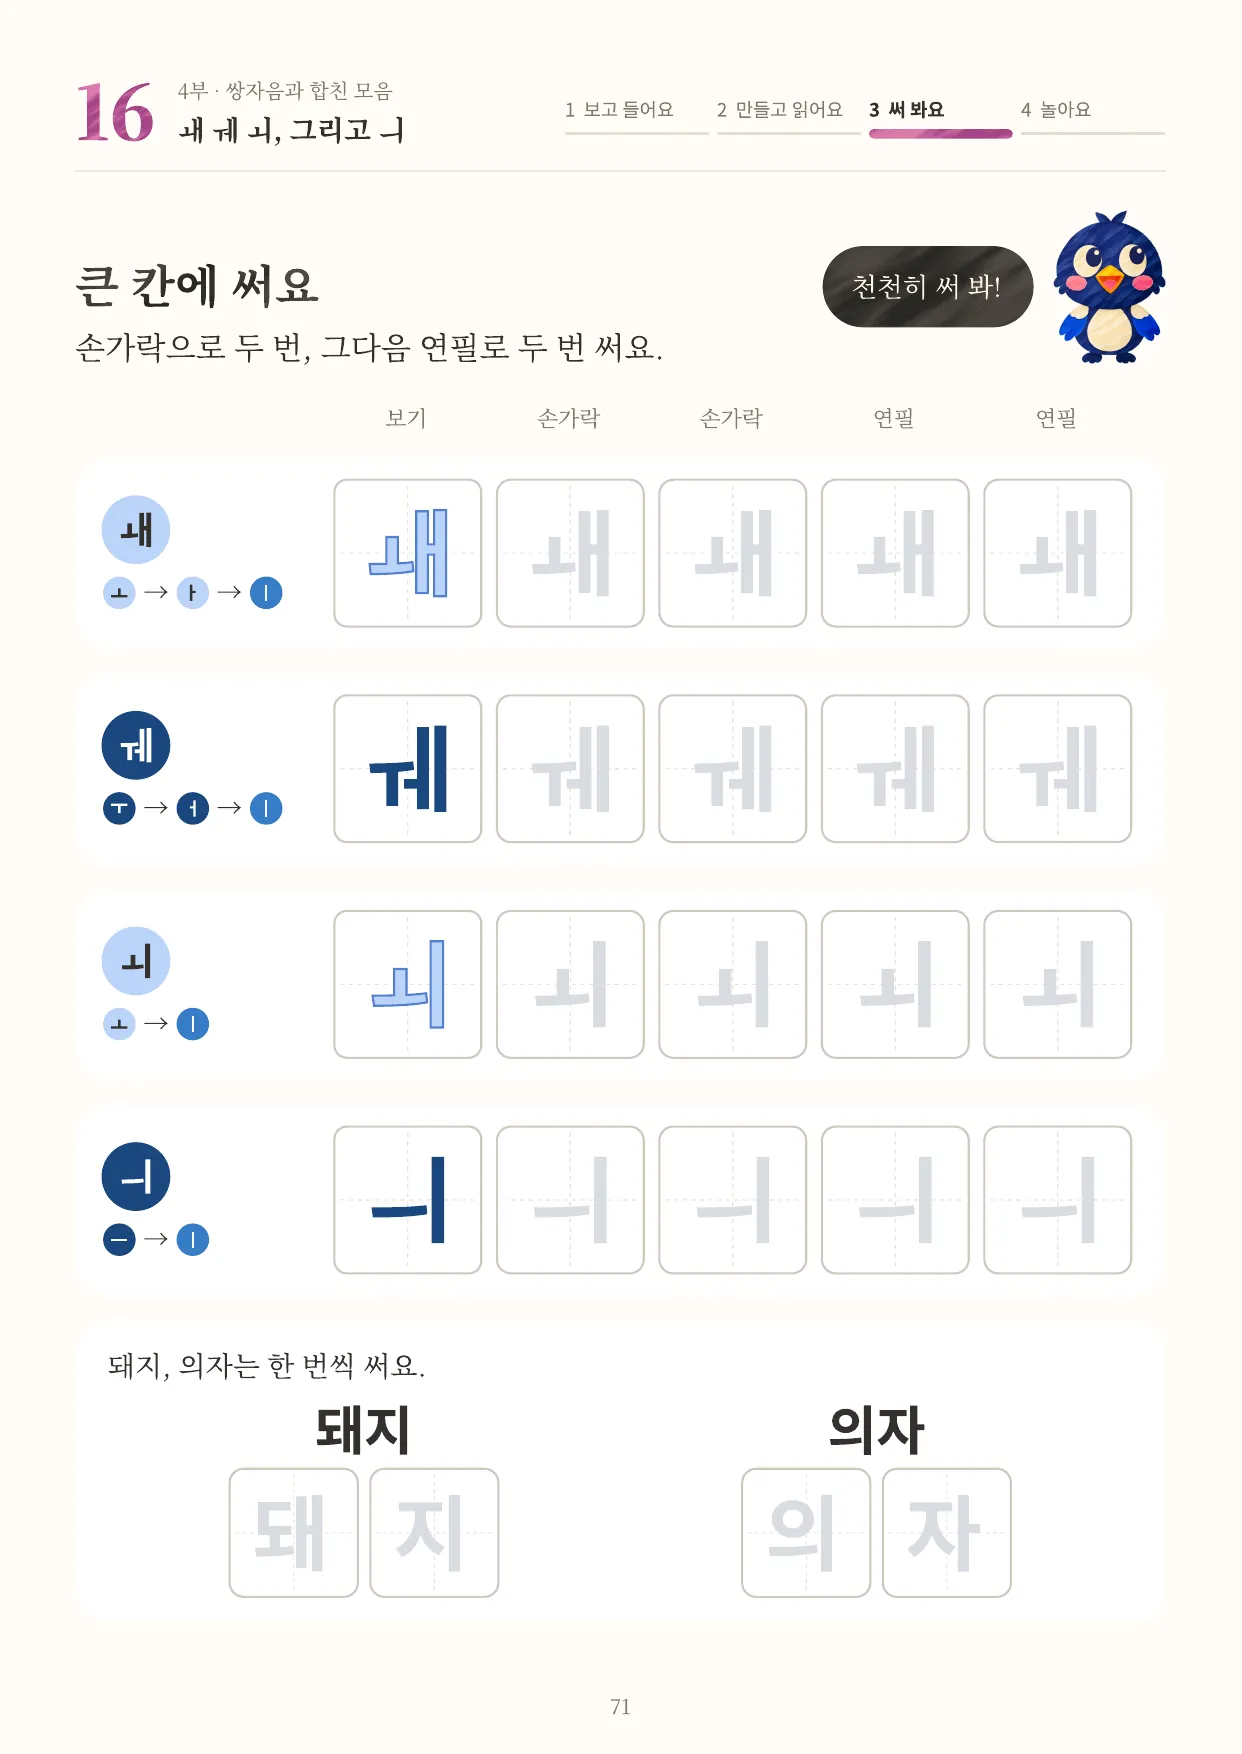 16
4부 · 쌍자음과 합친 모음
ㅙ ㅞ ㅚ, 그리고 ㅢ
1 보고 들어요
2 만들고 읽어요
3 써 봐요
4 놀아요
큰 칸에 써요
천천히 써 봐!
손가락으로 두 번, 그다음 연필로 두 번 써요.
보기 손가락 손가락 연필 연필
ㅙ
ㅗ → ㅏ → ㅣ
ㅙ ㅙ ㅙ ㅙ ㅙ
ㅞ
ㅜ → ㅓ → ㅣ
ㅞ ㅞ ㅞ ㅞ ㅞ
ㅚ
ㅗ → ㅣ
ㅚ ㅚ ㅚ ㅚ ㅚ
ㅢ
ㅡ → ㅣ
ㅢ ㅢ ㅢ ㅢ ㅢ
돼지, 의자는 한 번씩 써요.
돼지
돼 지
의자
의 자
71